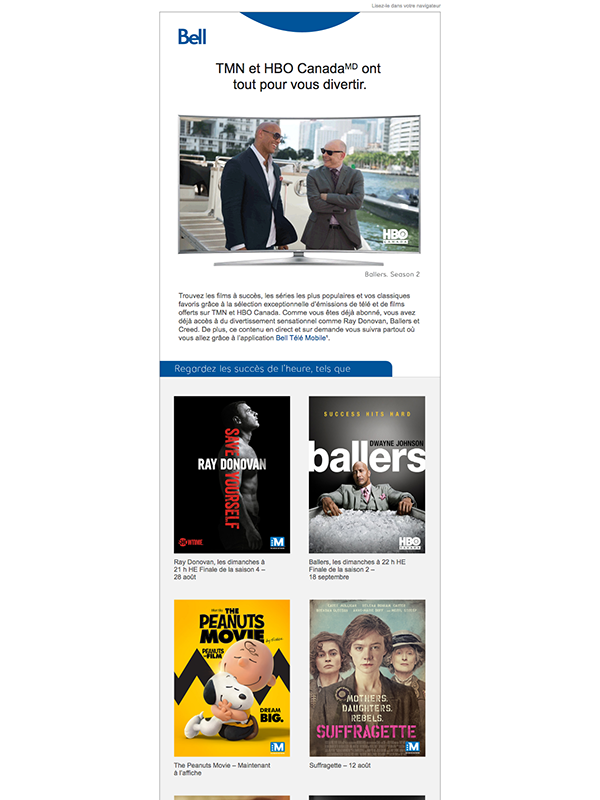 Lisez-le dans votre navigateur
Bell
TMN et HBO Canadaᴹᴰ ont
tout pour vous divertir.
HBO
CANADA
Ballers, Season 2
Trouvez les films à succès, les séries les plus populaires et vos classiques
favoris grâce à la sélection exceptionnelle d'émissions de télé et de films
offerts sur TMN et HBO Canada. Comme vous êtes déjà abonné, vous avez
déjà accès à du divertissement sensationnel comme Ray Donovan, Ballers et
Creed. De plus, ce contenu en direct et sur demande vous suivra partout où
vous allez grâce à l'application Bell Télé Mobile¹.
Regardez les succès de l'heure, tels que
RAY DONOVAN
SAVE YOURSELF
SHOWTIME
M
Ray Donovan, les dimanches à
21 h HE Finale de la saison 4 –
28 août
SUCCESS HITS HARD
DWAYNE JOHNSON
ballers
HBO
CANADA
Ballers, les dimanches à 22 h HE
Finale de la saison 2 –
18 septembre
THE
PEANUTS
MOVIE
PEANUTS
LE FILM
DREAM
BIG.
M
The Peanuts Movie – Maintenant
à l'affiche
MOTHERS.
DAUGHTERS.
REBELS.
SUFFRAGETTE
M
Suffragette – 12 août